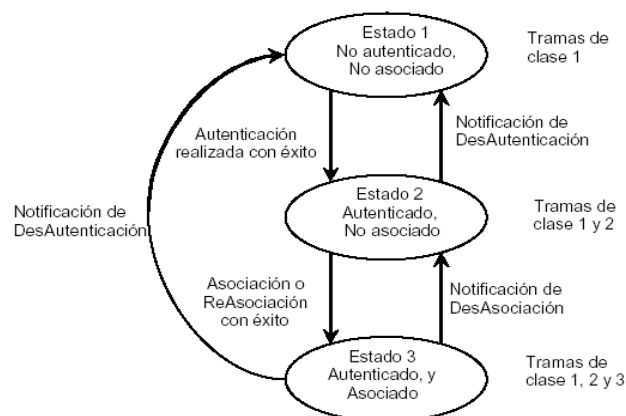 Estado 1
No autenticado,
No asociado
Tramas de
clase 1
Autenticación
realizada con éxito
Notificación de
DesAutenticación
Notificación de
DesAutenticación
Estado 2
Autenticado,
No asociado
Tramas de
clase 1 y 2
Asociación o
ReAsociación
con éxito
Notificación de
DesAsociación
Estado 3
Autenticado, y
Asociado
Tramas de
clase 1, 2 y 3